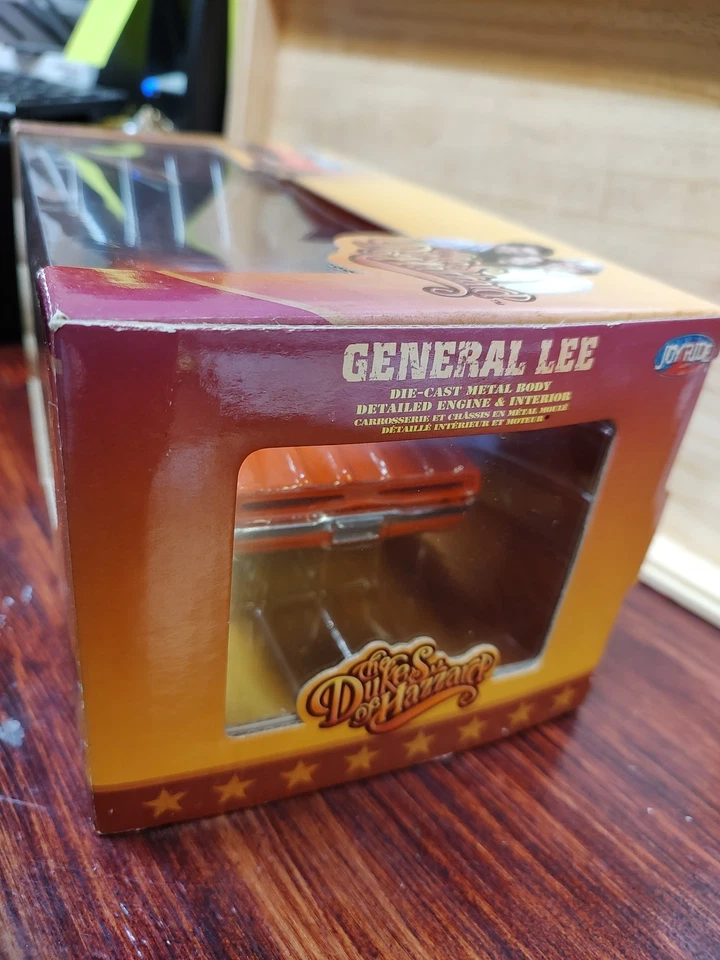 GENERAL LEE
JOYRIDE
DIE-CAST METAL BODY
DETAILED ENGINE & INTERIOR
CARROSSERIE ET CHÂSSIS EN MÉTAL MOULÉ
DÉTAILLÉ INTÉRIEUR ET MOTEUR
The
Dukes
of Hazzard